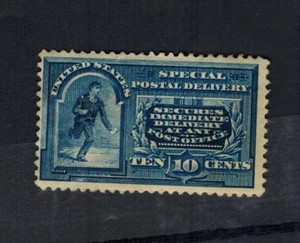 UNITED STATES
SPECIAL
POSTAL DELIVERY
SECURES
IMMEDIATE
DELIVERY
AT ANY
POST OFFICE
TEN 10 CENTS